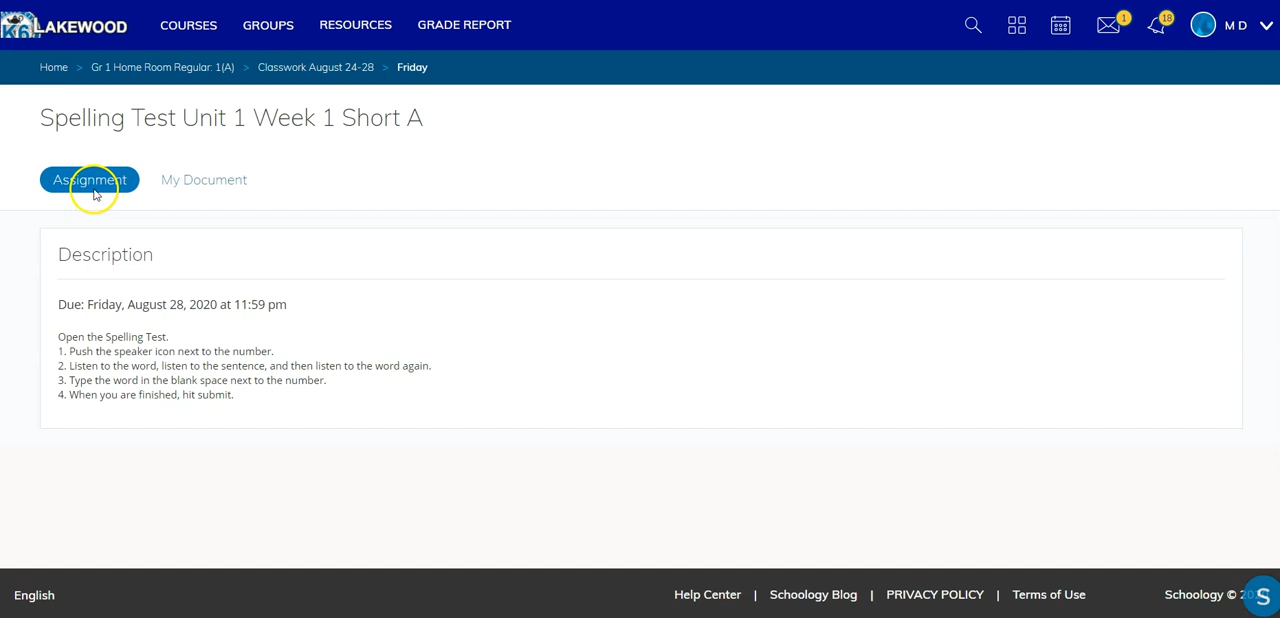 K6 LAKEWOOD COURSES GROUPS RESOURCES GRADE REPORT 1 18 M D
Home > Gr 1 Home Room Regular: 1(A) > Classwork August 24-28 > Friday
Spelling Test Unit 1 Week 1 Short A
Assignment My Document
Description
Due: Friday, August 28, 2020 at 11:59 pm
Open the Spelling Test.
1. Push the speaker icon next to the number.
2. Listen to the word, listen to the sentence, and then listen to the word again.
3. Type the word in the blank space next to the number.
4. When you are finished, hit submit.
English Help Center | Schoology Blog | PRIVACY POLICY | Terms of Use Schoology © S